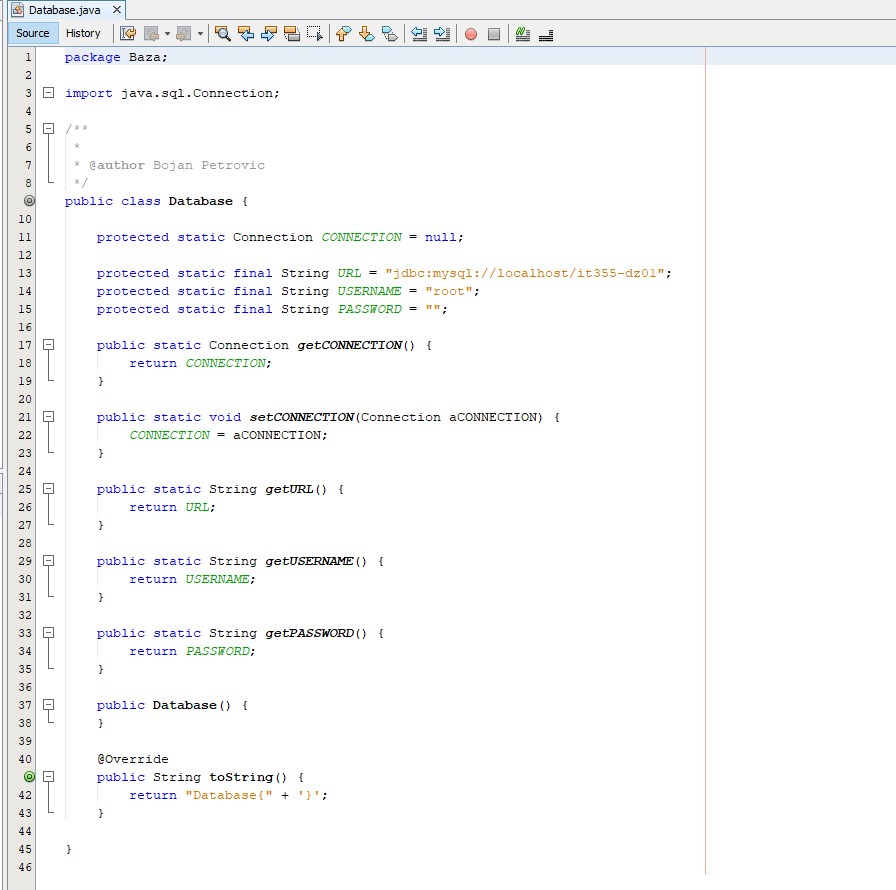 Database.java
Source History
1 package Baza;
2
3 import java.sql.Connection;
4
5 /**
6 *
7 * @author Bojan Petrovic
8 */
public class Database {
10
11 protected static Connection CONNECTION = null;
12
13 protected static final String URL = "jdbc:mysql://localhost/it355-dz01";
14 protected static final String USERNAME = "root";
15 protected static final String PASSWORD = "";
16
17 public static Connection getCONNECTION() {
18 return CONNECTION;
19 }
20
21 public static void setCONNECTION(Connection aCONNECTION) {
22 CONNECTION = aCONNECTION;
23 }
24
25 public static String getURL() {
26 return URL;
27 }
28
29 public static String getUSERNAME() {
30 return USERNAME;
31 }
32
33 public static String getPASSWORD() {
34 return PASSWORD;
35 }
36
37 public Database() {
38 }
39
40 @Override
public String toString() {
42 return "Database{" + '}';
43 }
44
45 }
46